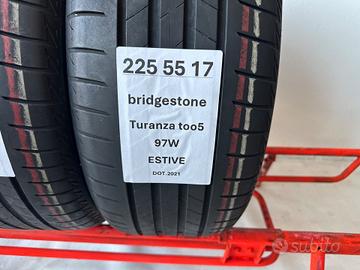 225 55 17
bridgestone
Turanza too5
97W
ESTIVE
DOT.2021
subito